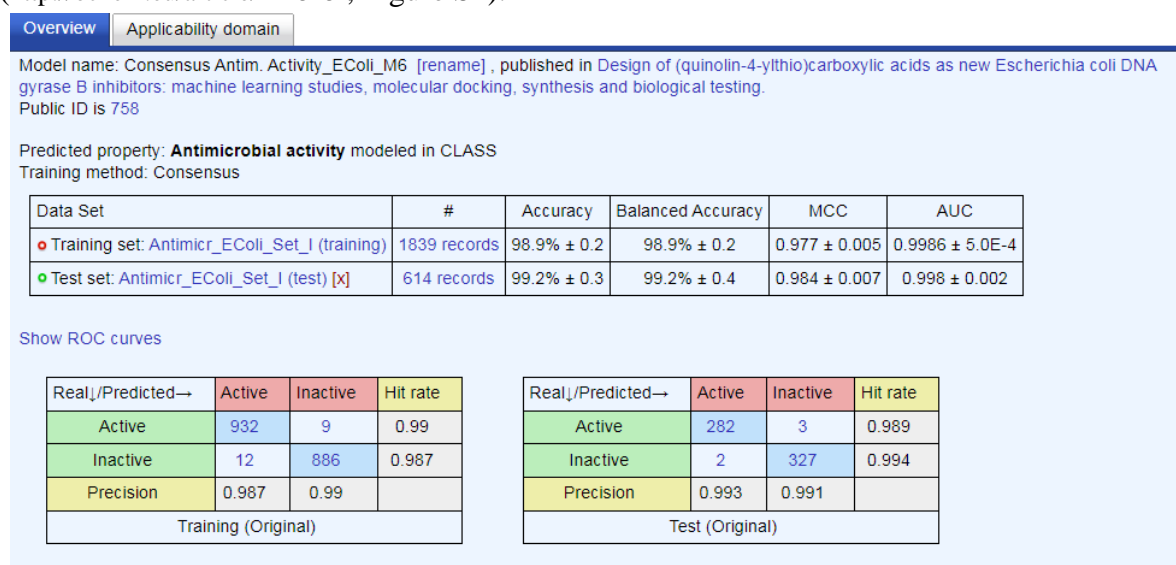 Overview Applicability domain
Model name: Consensus Antim. Activity_EColi_M6 [rename] , published in Design of (quinolin-4-ylthio)carboxylic acids as new Escherichia coli DNA
gyrase B inhibitors: machine learning studies, molecular docking, synthesis and biological testing.
Public ID is 758
Predicted property: Antimicrobial activity modeled in CLASS
Training method: Consensus
Data Set # Accuracy Balanced Accuracy MCC AUC
Training set: Antimicr_EColi_Set_I (training) 1839 records 98.9% ± 0.2 98.9% ± 0.2 0.977 ± 0.005 0.9986 ± 5.0E-4
Test set: Antimicr_EColi_Set_I (test) [x] 614 records 99.2% ± 0.3 99.2% ± 0.4 0.984 ± 0.007 0.998 ± 0.002
Show ROC curves
Real↓/Predicted→ Active Inactive Hit rate
Active 932 9 0.99
Inactive 12 886 0.987
Precision 0.987 0.99
Training (Original)
Real↓/Predicted→ Active Inactive Hit rate
Active 282 3 0.989
Inactive 2 327 0.994
Precision 0.993 0.991
Test (Original)